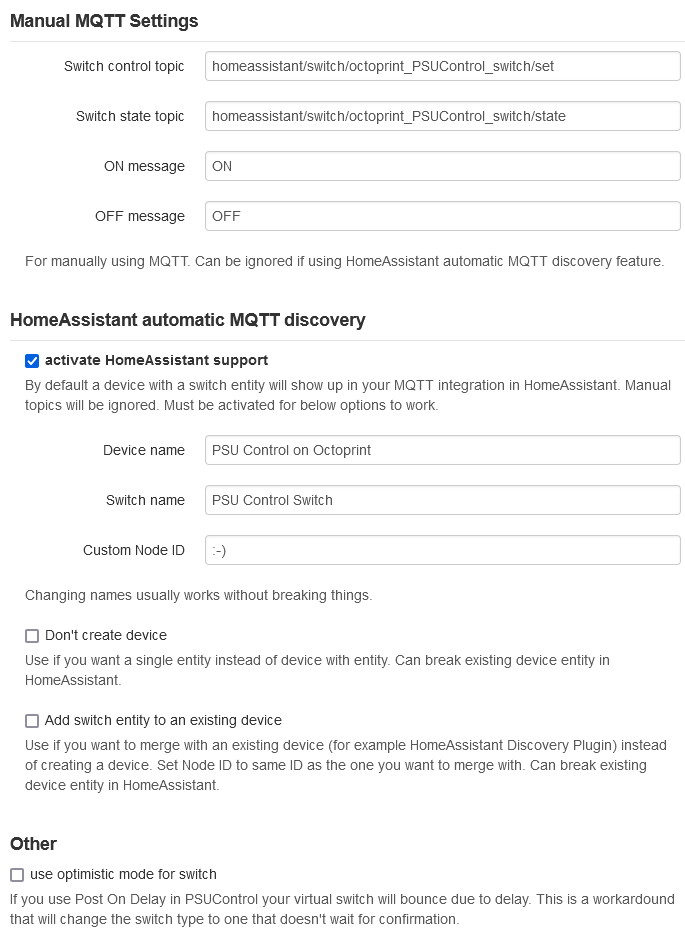 Manual MQTT Settings
Switch control topic
homeassistant/switch/octoprint_PSUControl_switch/set
Switch state topic
homeassistant/switch/octoprint_PSUControl_switch/state
ON message
ON
OFF message
OFF
For manually using MQTT. Can be ignored if using HomeAssistant automatic MQTT discovery feature.
HomeAssistant automatic MQTT discovery
activate HomeAssistant support
By default a device with a switch entity will show up in your MQTT integration in HomeAssistant. Manual
topics will be ignored. Must be activated for below options to work.
Device name
PSU Control on Octoprint
Switch name
PSU Control Switch
Custom Node ID
:-)
Changing names usually works without breaking things.
Don't create device
Use if you want a single entity instead of device with entity. Can break existing device entity in
HomeAssistant.
Add switch entity to an existing device
Use if you want to merge with an existing device (for example HomeAssistant Discovery Plugin) instead
of creating a device. Set Node ID to same ID as the one you want to merge with. Can break existing
device entity in HomeAssistant.
Other
use optimistic mode for switch
If you use Post On Delay in PSUControl your virtual switch will bounce due to delay. This is a workardound
that will change the switch type to one that doesn't wait for confirmation.